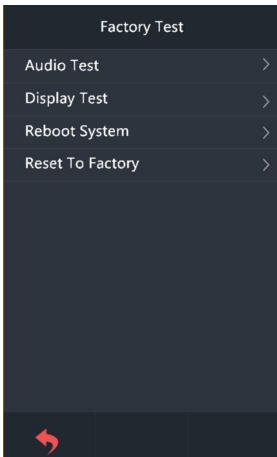 Factory Test
Audio Test
Display Test
Reboot System
Reset To Factory